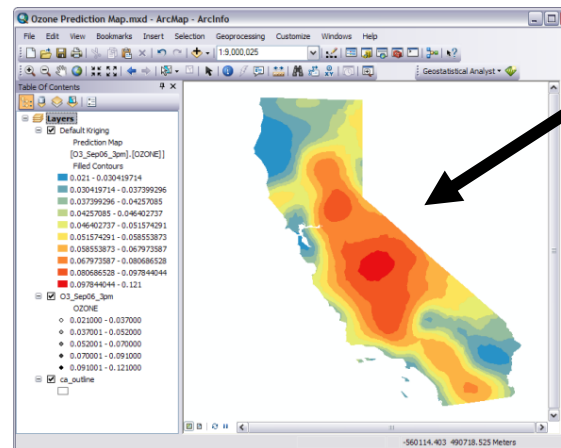 Ozone Prediction Map.mxd - ArcMap - ArcInfo
File Edit View Bookmarks Insert Selection Geoprocessing Customize Windows Help
1:9,000,025
Geostatistical Analyst
Table Of Contents
Layers
Default Kriging
Prediction Map
[O3_Sep06_3pm].[OZONE]]
Filled Contours
0.021 - 0.030419714
0.030419714 - 0.037399296
0.037399296 - 0.04257085
0.04257085 - 0.046402737
0.046402737 - 0.051574291
0.051574291 - 0.058553873
0.058553873 - 0.067973587
0.067973587 - 0.080686528
0.080686528 - 0.097844044
0.097844044 - 0.121
O3_Sep06_3pm
OZONE
0.021000 - 0.037000
0.037001 - 0.052000
0.052001 - 0.070000
0.070001 - 0.091000
0.091001 - 0.121000
ca_outline
-560114.403 490718.525 Meters